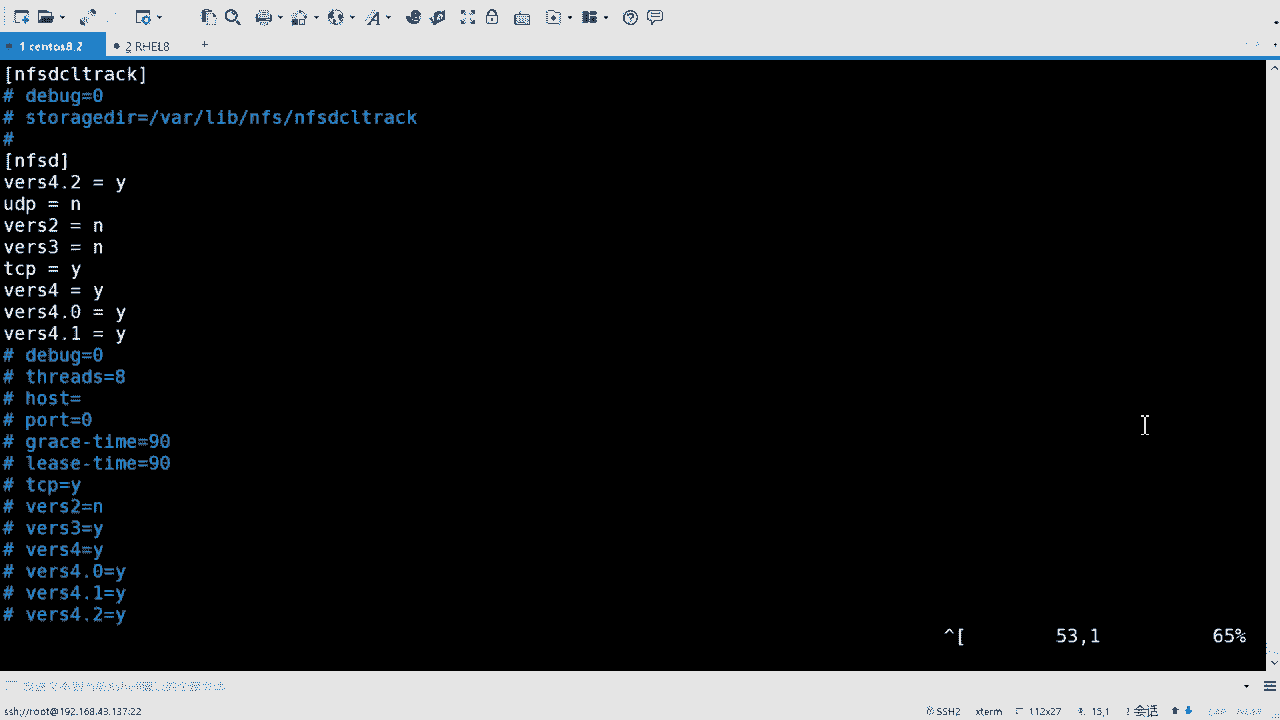 1 centos8.2
2 RHEL8
+
[nfsdcltrack]
# debug=0
# storagedir=/var/lib/nfs/nfsdcltrack
#
[nfsd]
vers4.2 = y
udp = n
vers2 = n
vers3 = n
tcp = y
vers4 = y
vers4.0 = y
vers4.1 = y
# debug=0
# threads=8
# host=
# port=0
# grace-time=90
# lease-time=90
# tcp=y
# vers2=n
# vers3=y
# vers4=y
# vers4.0=y
# vers4.1=y
# vers4.2=y
^[ 53,1 65%
ssh://root@192.168.43.137:22 SSH2 xterm 112x27 15,1 1 会话